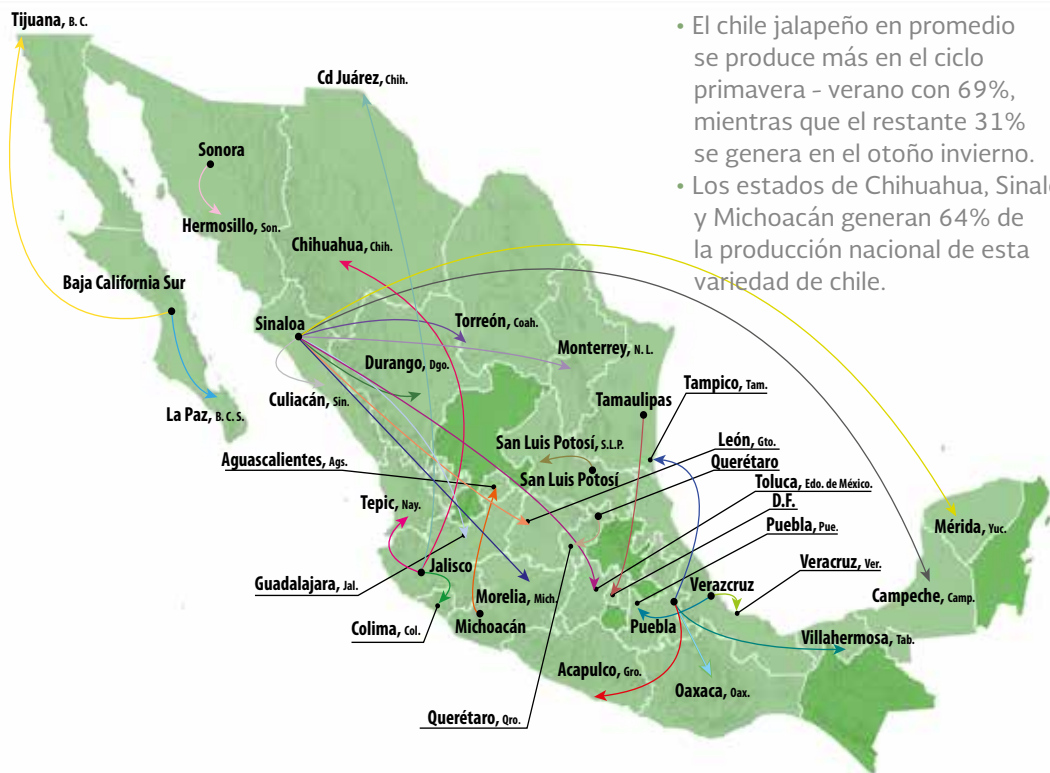 Tijuana, B. C.
• El chile jalapeño en promedio
se produce más en el ciclo
primavera - verano con 69%,
mientras que el restante 31%
se genera en el otoño invierno.
• Los estados de Chihuahua, Sinal
y Michoacán generan 64% de
la producción nacional de esta
variedad de chile.
Cd Juárez, Chih.
Sonora
Hermosillo, Son.
Chihuahua, Chih.
Baja California Sur
Sinaloa
Torreón, Coah.
Monterrey, N. L.
Durango, Dgo.
Tampico, Tam.
Culiacán, Sin.
Tamaulipas
La Paz, B. C. S.
León, Gto.
San Luis Potosí, S.L.P.
Querétaro
Aguascalientes, Ags.
San Luis Potosí
Toluca, Edo. de México.
D.F.
Tepic, Nay.
Puebla, Pue.
Mérida, Yuc.
Jalisco
Veracruz, Ver.
Guadalajara, Jal.
Morelia, Mich.
Verazcruz
Campeche, Camp.
Colima, Col.
Michoacán
Puebla
Villahermosa, Tab.
Acapulco, Gro.
Oaxaca, Oax.
Querétaro, Qro.